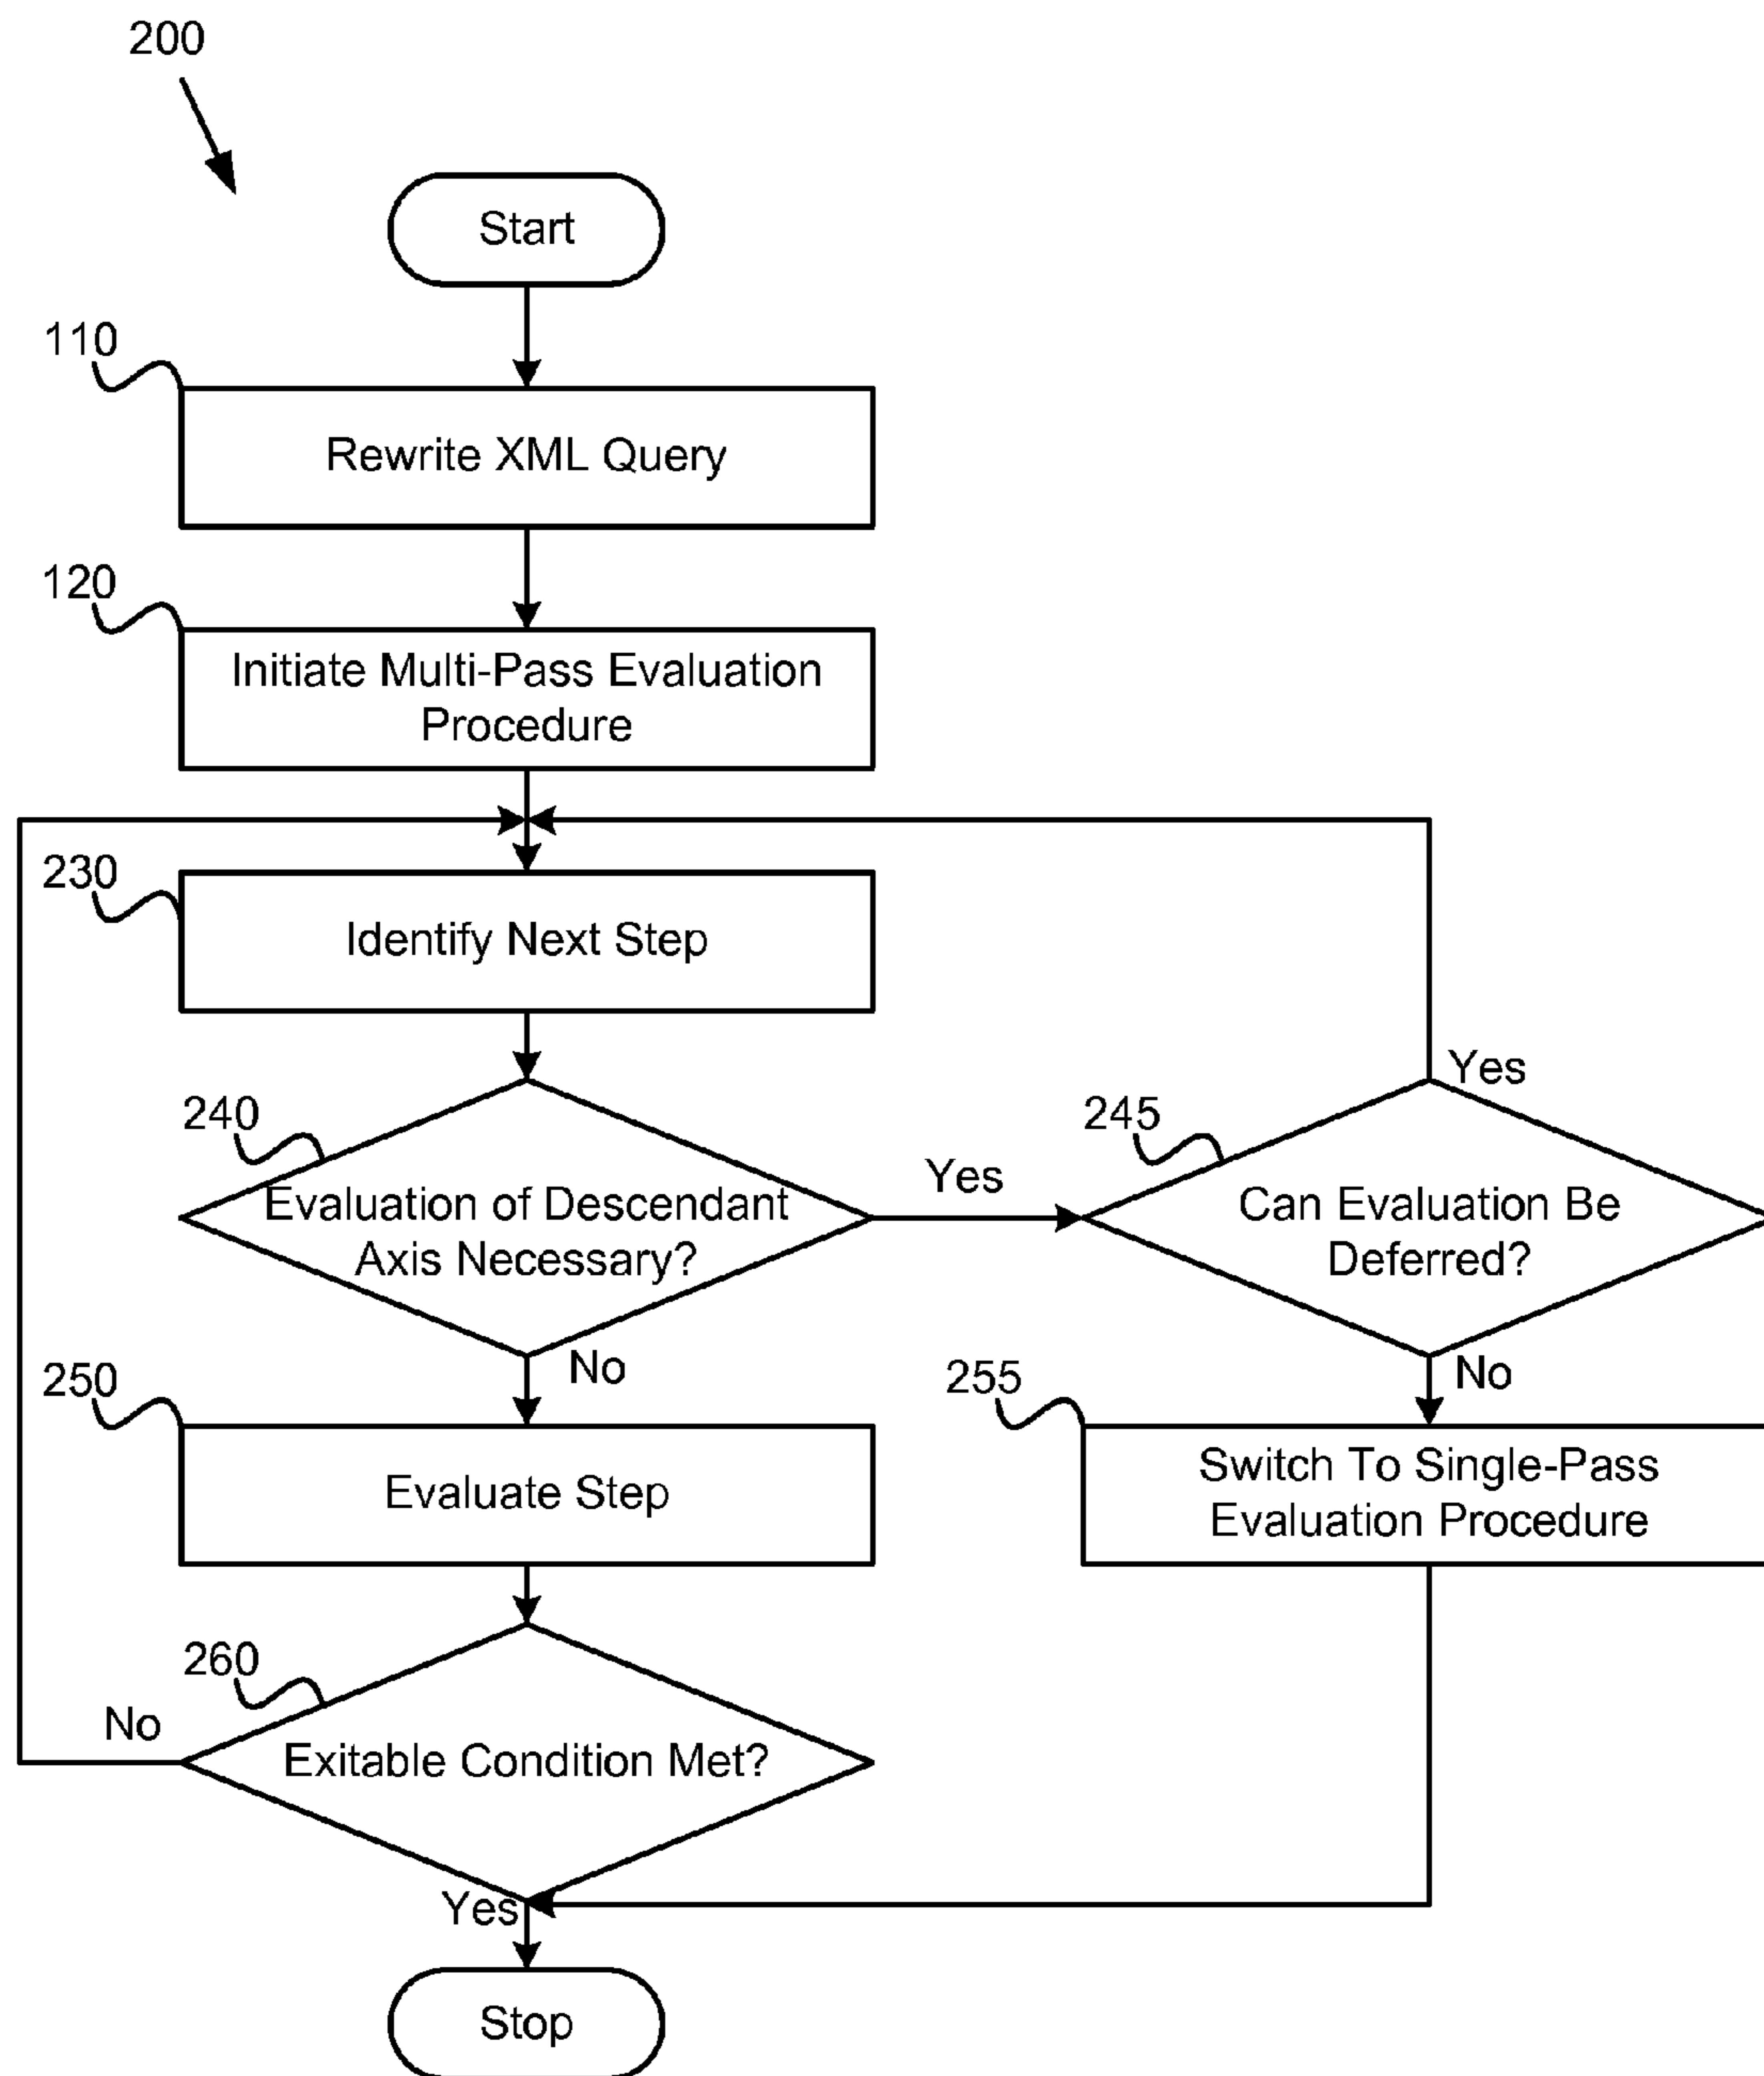 200
Start
110
Rewrite XML Query
120
Initiate Multi-Pass Evaluation
Procedure
230
Identify Next Step
240
Evaluation of Descendant
Axis Necessary?
Yes
245
Can Evaluation Be
Deferred?
Yes
No
250
Evaluate Step
No
255
Switch To Single-Pass
Evaluation Procedure
260
Exitable Condition Met?
No
Yes
Stop